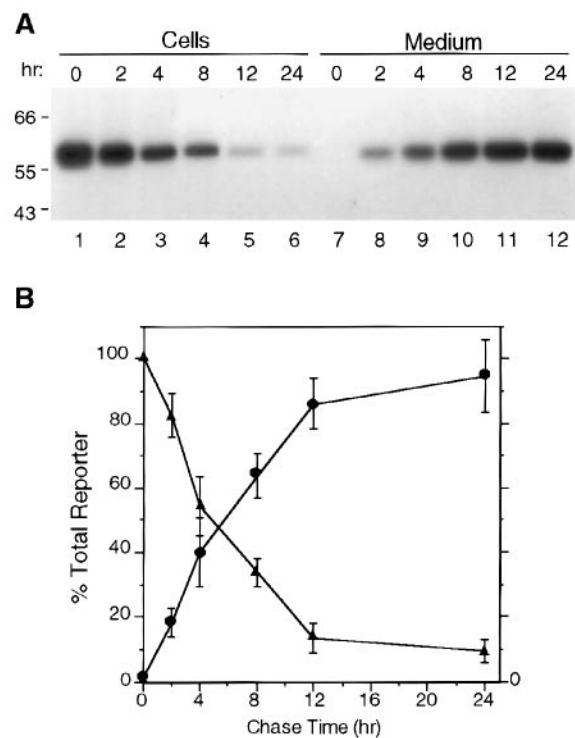 A
Cells Medium
hr: 0 2 4 8 12 24 0 2 4 8 12 24
66
55
43
1 2 3 4 5 6 7 8 9 10 11 12
B
100
80
60
40
20
0 0
% Total Reporter
0 4 8 12 16 20 24
Chase Time (hr)